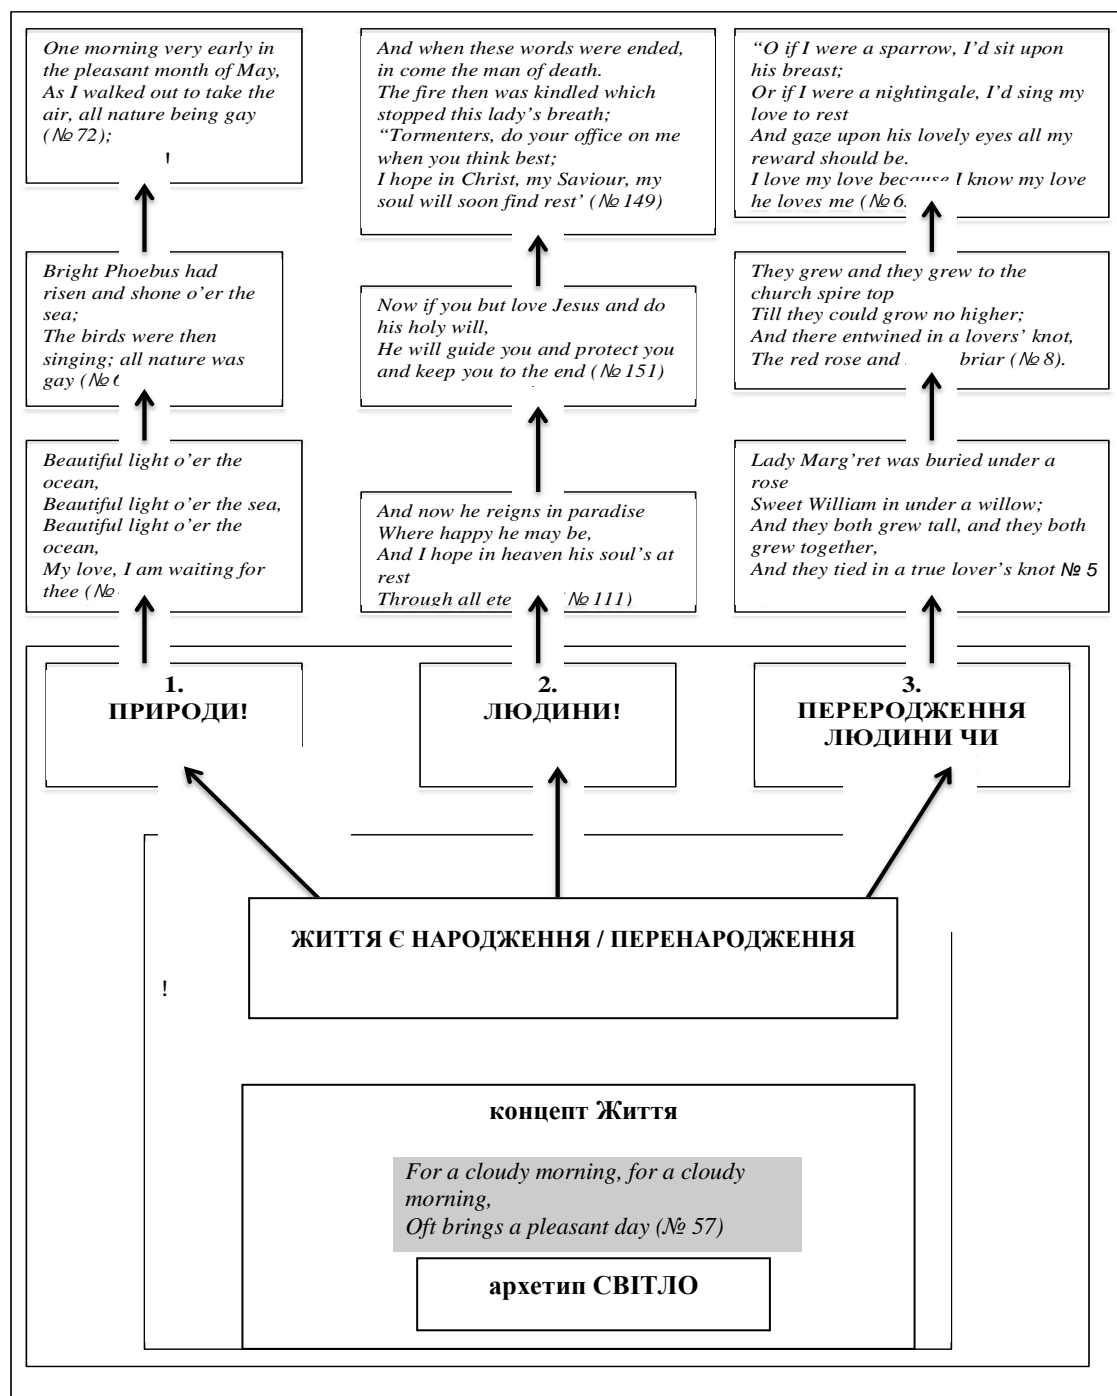 One morning very early in
the pleasant month of May,
As I walked out to take the
air, all nature being gay
(№ 72);
!
And when these words were ended,
in come the man of death.
The fire then was kindled which
stopped this lady’s breath;
“Tormenters, do your office on me
when you think best;
I hope in Christ, my Saviour, my
soul will soon find rest’ (№ 149)
“O if I were a sparrow, I’d sit upon
his breast;
Or if I were a nightingale, I’d sing my
love to rest
And gaze upon his lovely eyes all my
reward should be.
I love my love because I know my love
he loves me (№ 6
Bright Phoebus had
risen and shone o’er the
sea;
The birds were then
singing; all nature was
gay (№ 6
Now if you but love Jesus and do
his holy will,
He will guide you and protect you
and keep you to the end (№ 151)
They grew and they grew to the
church spire top
Till they could grow no higher;
And there entwined in a lovers’ knot,
The red rose and briar (№ 8).
Beautiful light o’er the
ocean,
Beautiful light o’er the sea,
Beautiful light o’er the
ocean,
My love, I am waiting for
thee (№
And now he reigns in paradise
Where happy he may be,
And I hope in heaven his soul’s at
rest
Through all ete (№ 111)
Lady Marg’ret was buried under a
rose
Sweet William in under a willow;
And they both grew tall, and they both
grew together,
And they tied in a true lover’s knot № 5
1.
ПРИРОДИ!
2.
ЛЮДИНИ!
3.
ПЕРЕРОДЖЕННЯ
ЛЮДИНИ ЧИ
ЖИТТЯ Є НАРОДЖЕННЯ / ПЕРЕНАРОДЖЕННЯ
!
концепт Життя
For a cloudy morning, for a cloudy
morning,
Oft brings a pleasant day (№ 57)
архетип СВІТЛО